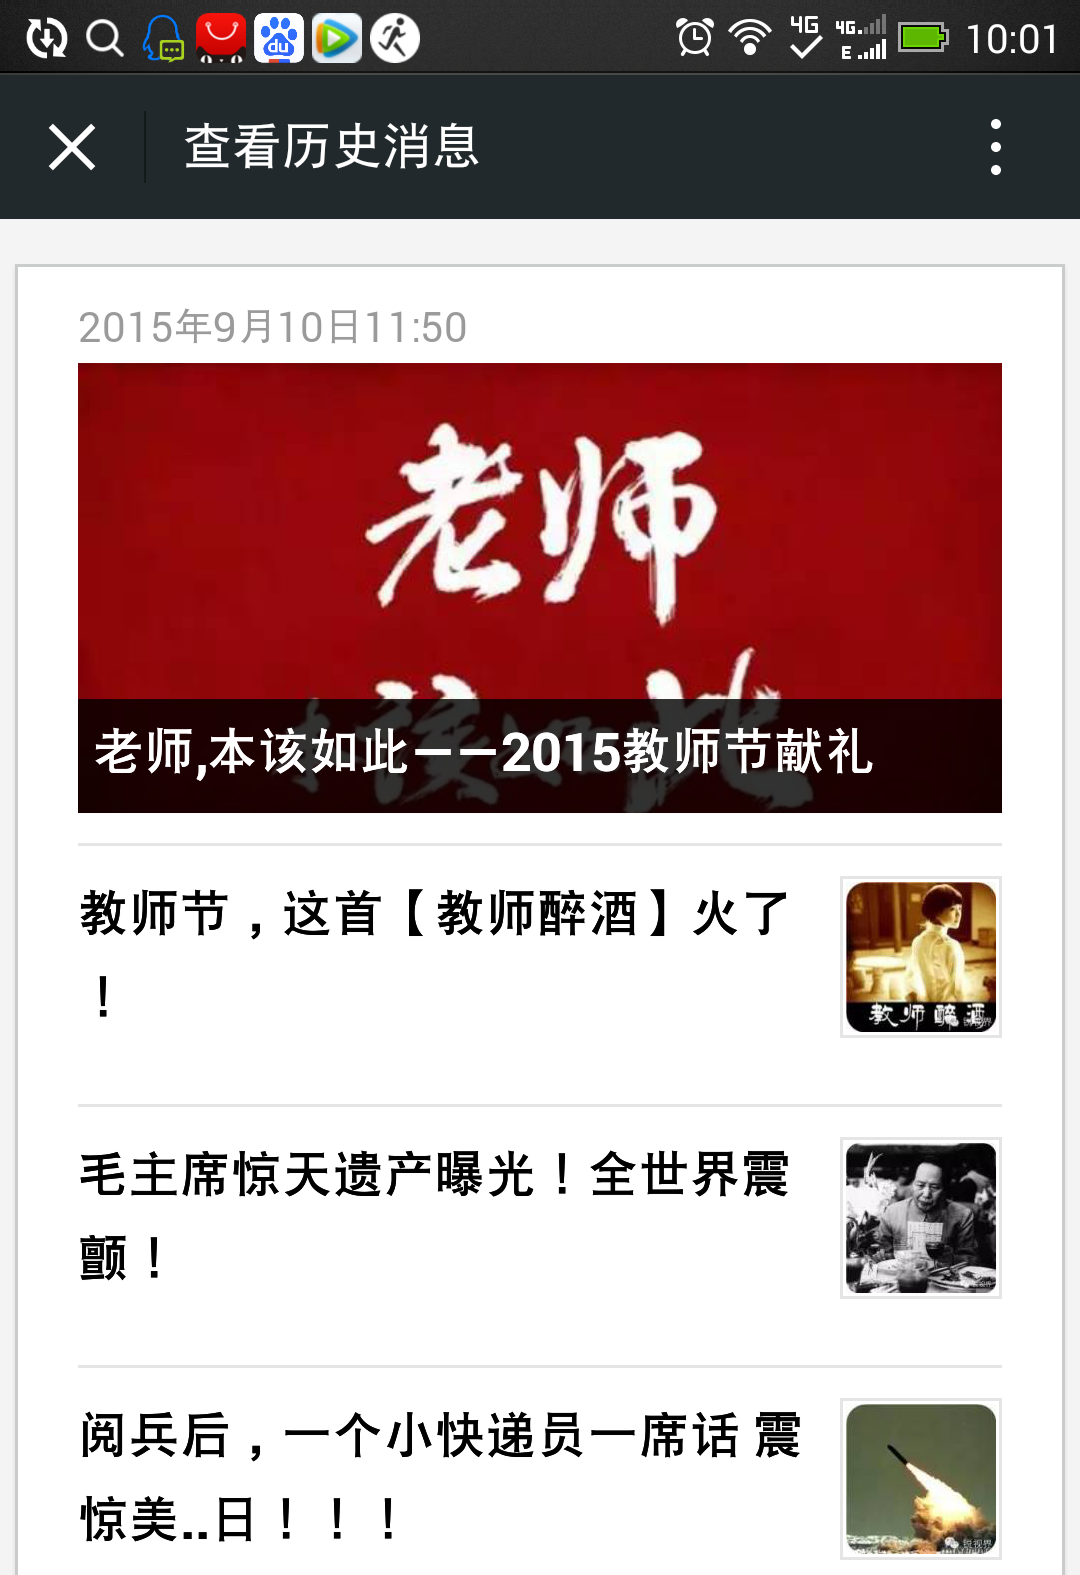 4G 4G E 10:01
du
查看历史消息
2015年9月10日11:50
老师
老师,本该如此——2015教师节献礼
教师节，这首【教师醉酒】火了
！
教师醉酒
毛主席惊天遗产曝光！全世界震
颤！
阅兵后，一个小快递员一席话 震
惊美..日！！！
锐视界